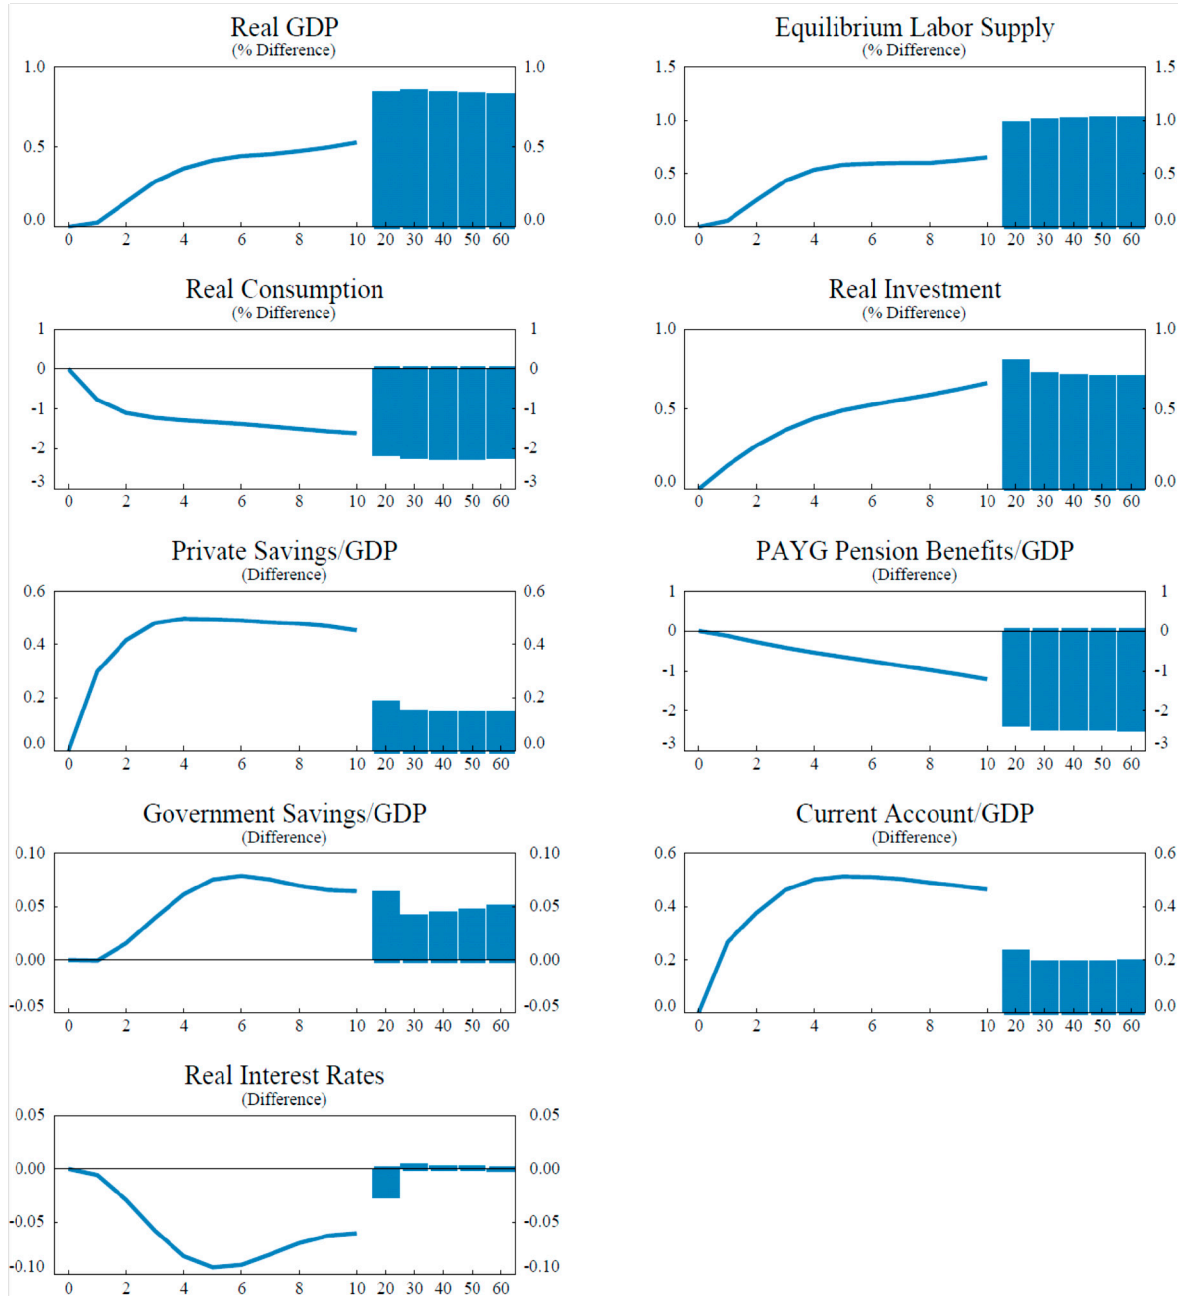 Real GDP
(% Difference)
1.0 1.0
0.5 0.5
0.0 0.0
0 2 4 6 8 10 20 30 40 50 60
Equilibrium Labor Supply
(% Difference)
1.5 1.5
1.0 1.0
0.5 0.5
0.0 0.0
0 2 4 6 8 10 20 30 40 50 60
Real Consumption
(% Difference)
1 1
0 0
-1 -1
-2 -2
-3 -3
0 2 4 6 8 10 20 30 40 50 60
Real Investment
(% Difference)
1.0 1.0
0.5 0.5
0.0 0.0
0 2 4 6 8 10 20 30 40 50 60
Private Savings/GDP
(Difference)
0.6 0.6
0.4 0.4
0.2 0.2
0.0 0.0
0 2 4 6 8 10 20 30 40 50 60
PAYG Pension Benefits/GDP
(Difference)
1 1
0 0
-1 -1
-2 -2
-3 -3
0 2 4 6 8 10 20 30 40 50 60
Government Savings/GDP
(Difference)
0.10 0.10
0.05 0.05
0.00 0.00
-0.05 -0.05
0 2 4 6 8 10 20 30 40 50 60
Current Account/GDP
(Difference)
0.6 0.6
0.4 0.4
0.2 0.2
0.0 0.0
0 2 4 6 8 10 20 30 40 50 60
Real Interest Rates
(Difference)
0.05 0.05
0.00 0.00
-0.05 -0.05
-0.10 -0.10
0 2 4 6 8 10 20 30 40 50 60